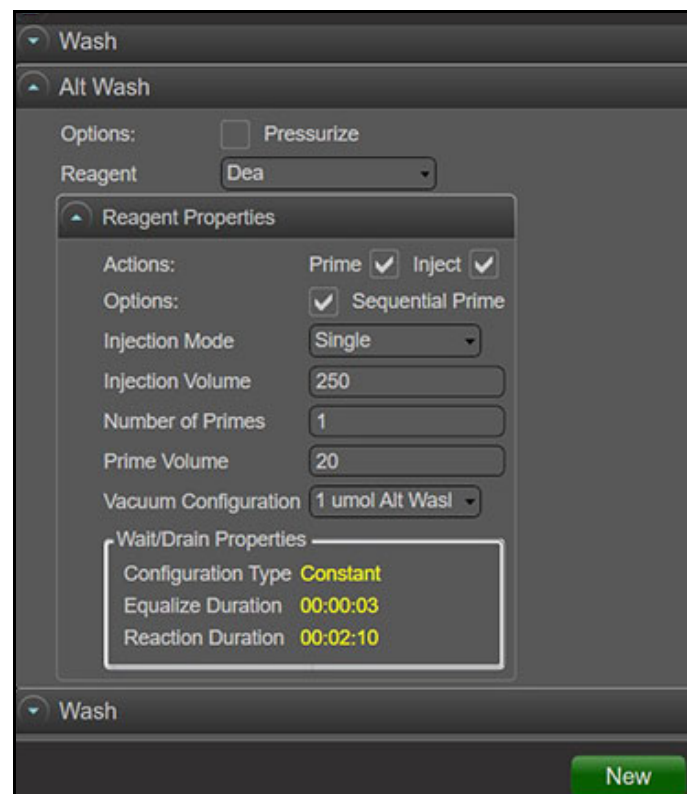 Wash
Alt Wash
Options: Pressurize
Reagent Dea
Reagent Properties
Actions: Prime Inject
Options: Sequential Prime
Injection Mode Single
Injection Volume 250
Number of Primes 1
Prime Volume 20
Vacuum Configuration 1 umol Alt Wasl
Wait/Drain Properties
Configuration Type Constant
Equalize Duration 00:00:03
Reaction Duration 00:02:10
Wash
New